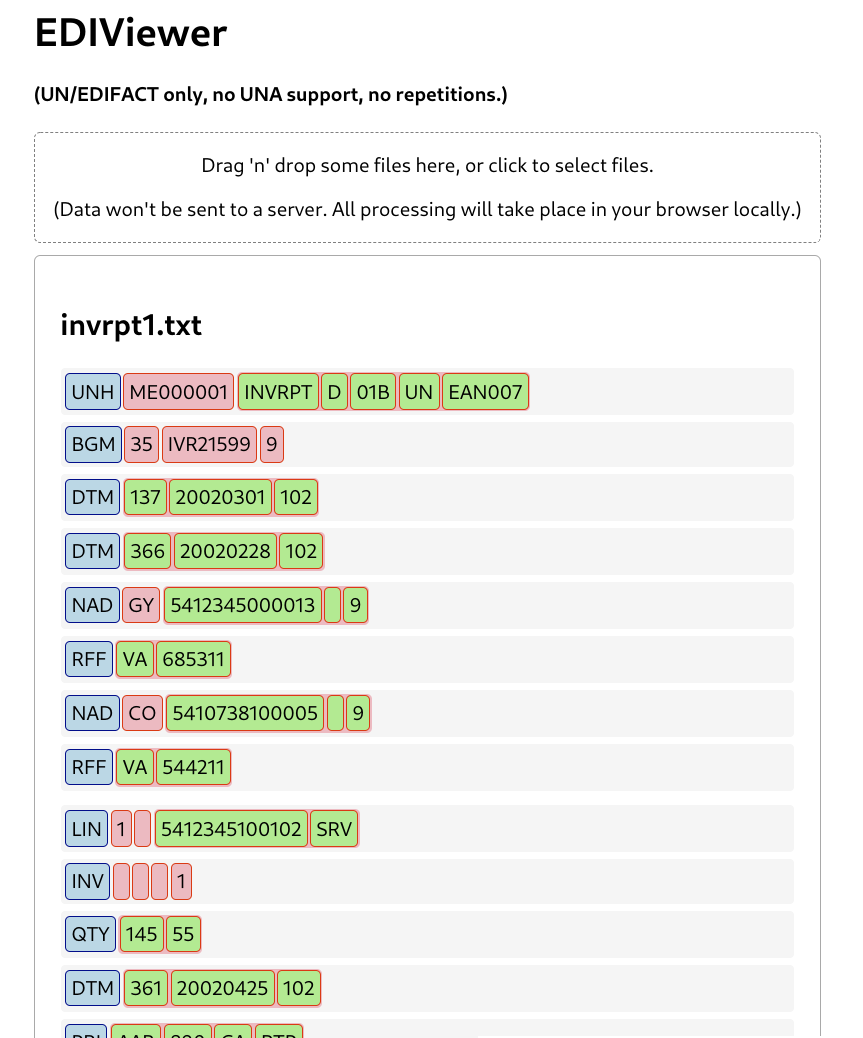 EDIViewer
(UN/EDIFACT only, no UNA support, no repetitions.)
Drag 'n' drop some files here, or click to select files.
(Data won't be sent to a server. All processing will take place in your browser locally.)
invrpt1.txt
UNH ME000001 INVRPT D 01B UN EAN007
BGM 35 IVR21599 9
DTM 137 20020301 102
DTM 366 20020228 102
NAD GY 5412345000013 9
RFF VA 685311
NAD CO 5410738100005 9
RFF VA 544211
LIN 1 5412345100102 SRV
INV 1
QTY 145 55
DTM 361 20020425 102